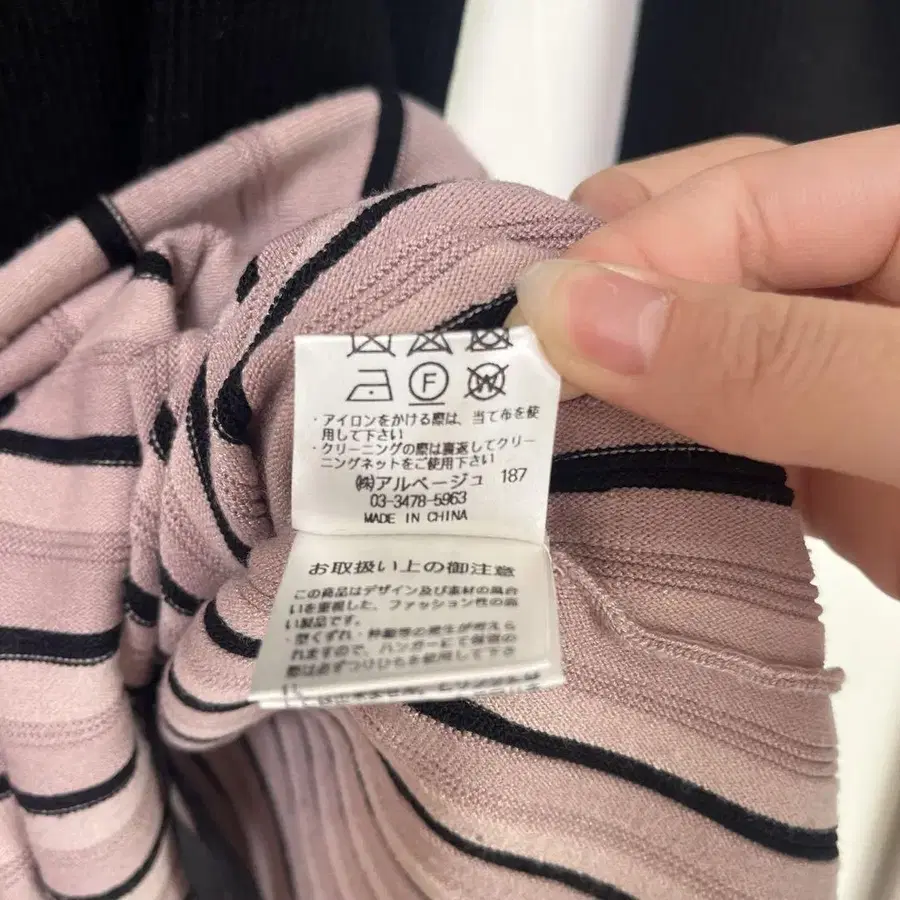 F
W
・アイロンをかける際は、当て布を使
用して下さい
・クリーニングの際は裏返してクリー
ニングネットをご使用下さい
㈱アルページュ 187
03-3478-5963
MADE IN CHINA
お取扱い上の御注意
この商品はデザイン及び素材の風合
いを重視した、ファッション性の高
い製品です。
・型くずれ・伸縮等の発生が考えら
れますので、ハンガーにて保管の
際は必ずつりひもを使用して下さ